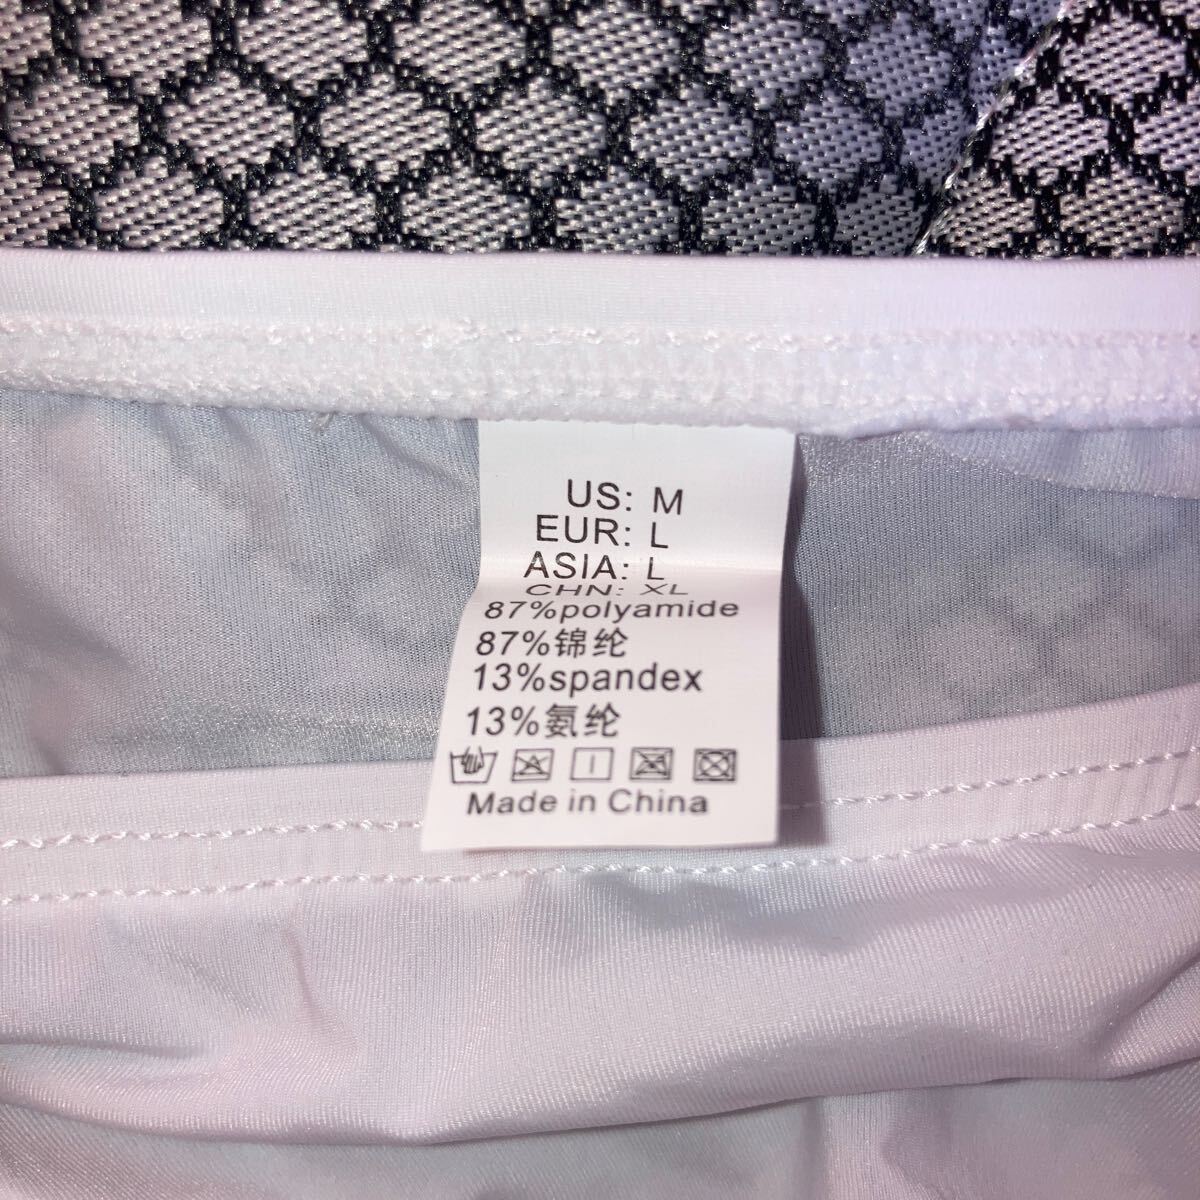 US: M
EUR: L
ASIA: L
CHN: XL
87%polyamide
87%锦纶
13%spandex
13%氨纶
Made in China